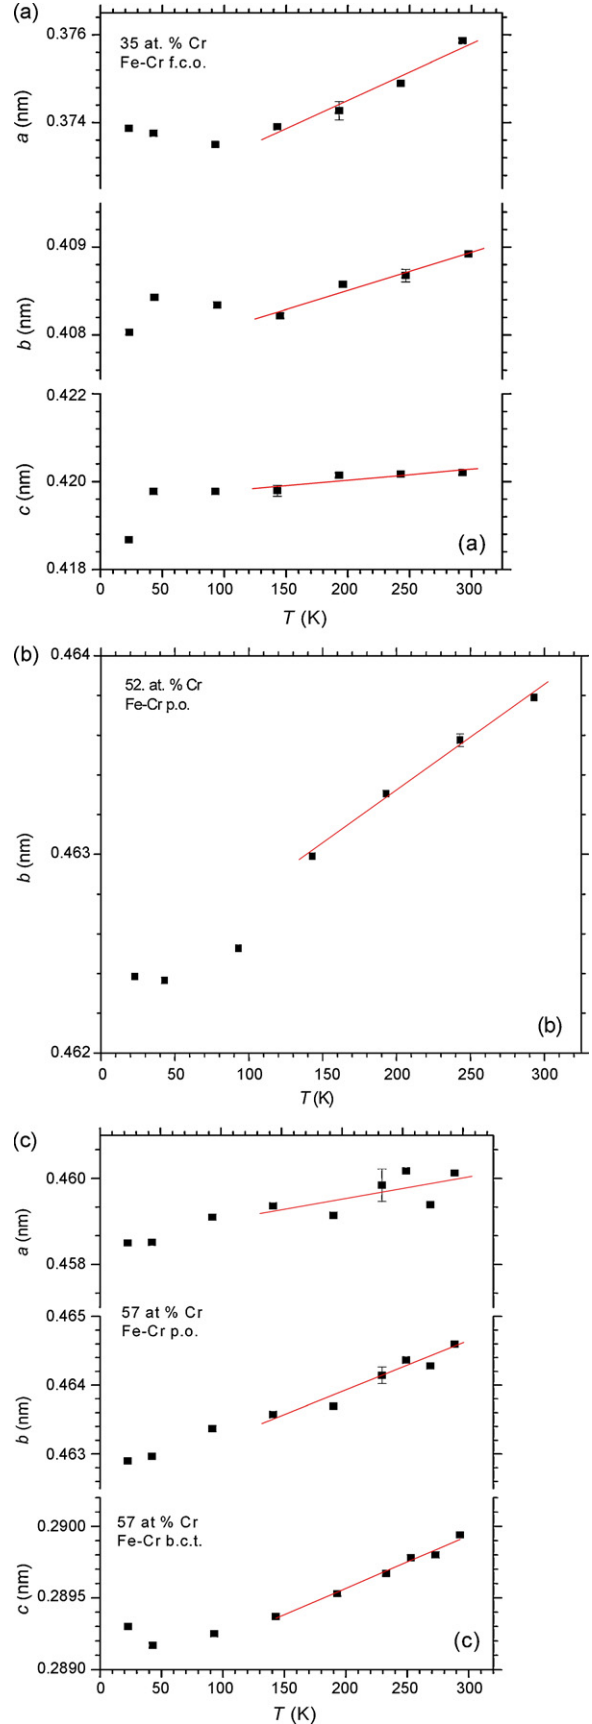 (a)
35 at. % Cr
Fe-Cr f.c.o.
0.376
0.374
a (nm)
0.409
0.408
b (nm)
0.422
0.420
0.418
c (nm)
(a)
0 50 100 150 200 250 300
T (K)
(b)
0.464
52. at. % Cr
Fe-Cr p.o.
0.463
b (nm)
0.462
(b)
0 50 100 150 200 250 300
T (K)
(c)
0.460
0.458
a (nm)
57 at % Cr
Fe-Cr p.o.
0.465
0.464
0.463
b (nm)
57 at % Cr
Fe-Cr b.c.t.
0.2900
0.2895
0.2890
c (nm)
(c)
0 50 100 150 200 250 300
T (K)